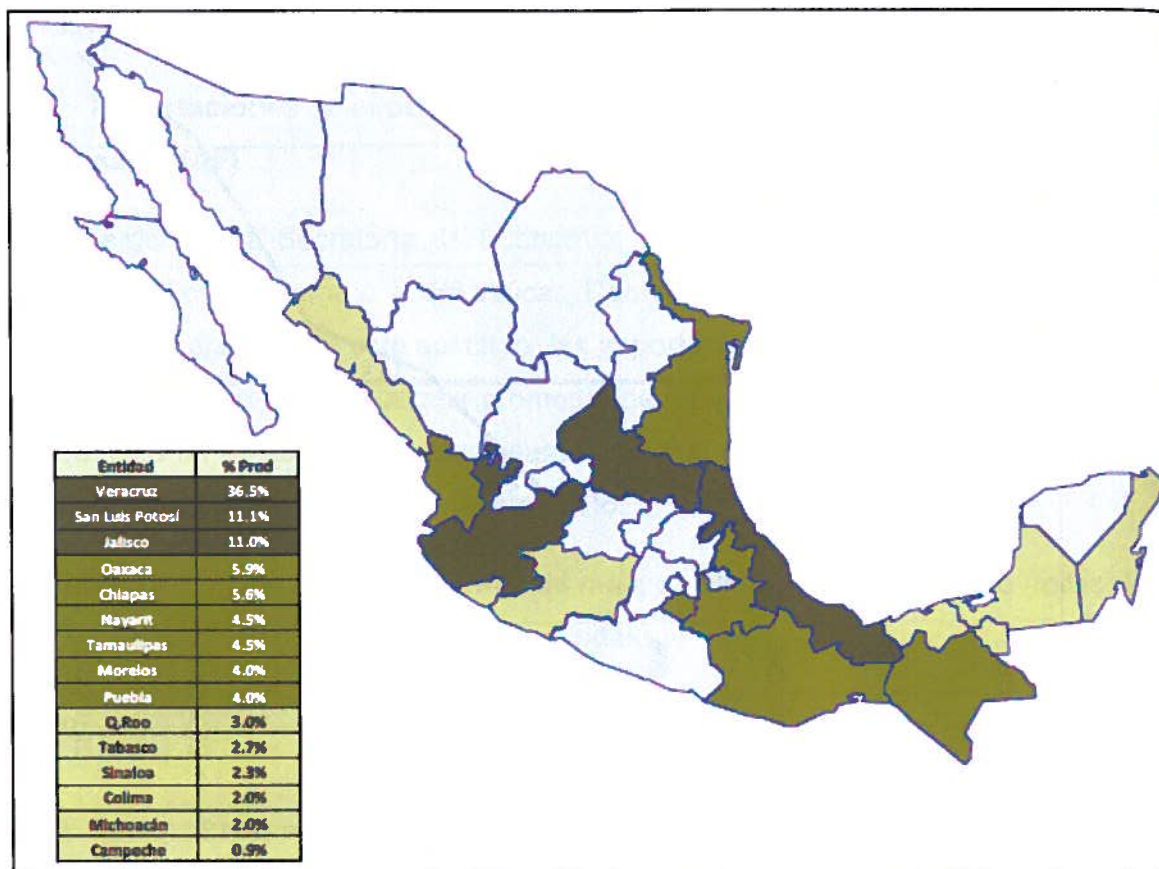 Entidad % Prod
Veracruz 36.5%
San Luis Potosí 11.1%
Jalisco 11.0%
Oaxaca 5.9%
Chiapas 5.6%
Nayarit 4.5%
Tamaulipas 4.5%
Morelos 4.0%
Puebla 4.0%
Q.Roo 3.0%
Tabasco 2.7%
Sinaloa 2.3%
Colima 2.0%
Michoacán 2.0%
Campeche 0.9%